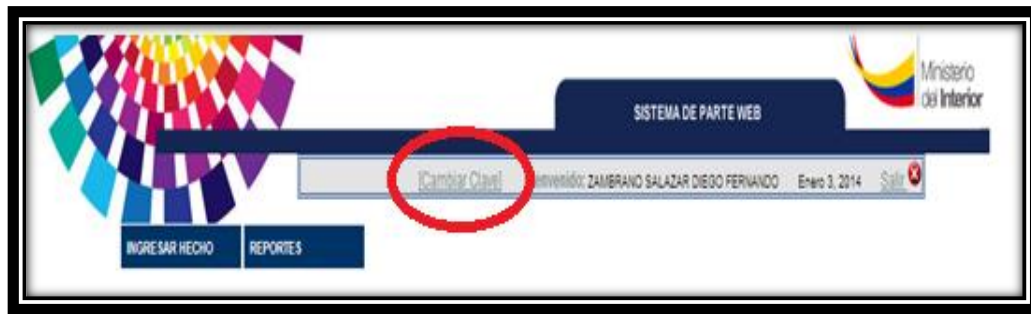 Ministerio
del Interior
SISTEMA DE PARTE WEB
[Cambiar Clave] Bienvenido: ZAMBRANO SALAZAR DIEGO FERNANDO Enero 3, 2014 Salir
INGRESAR HECHO REPORTES